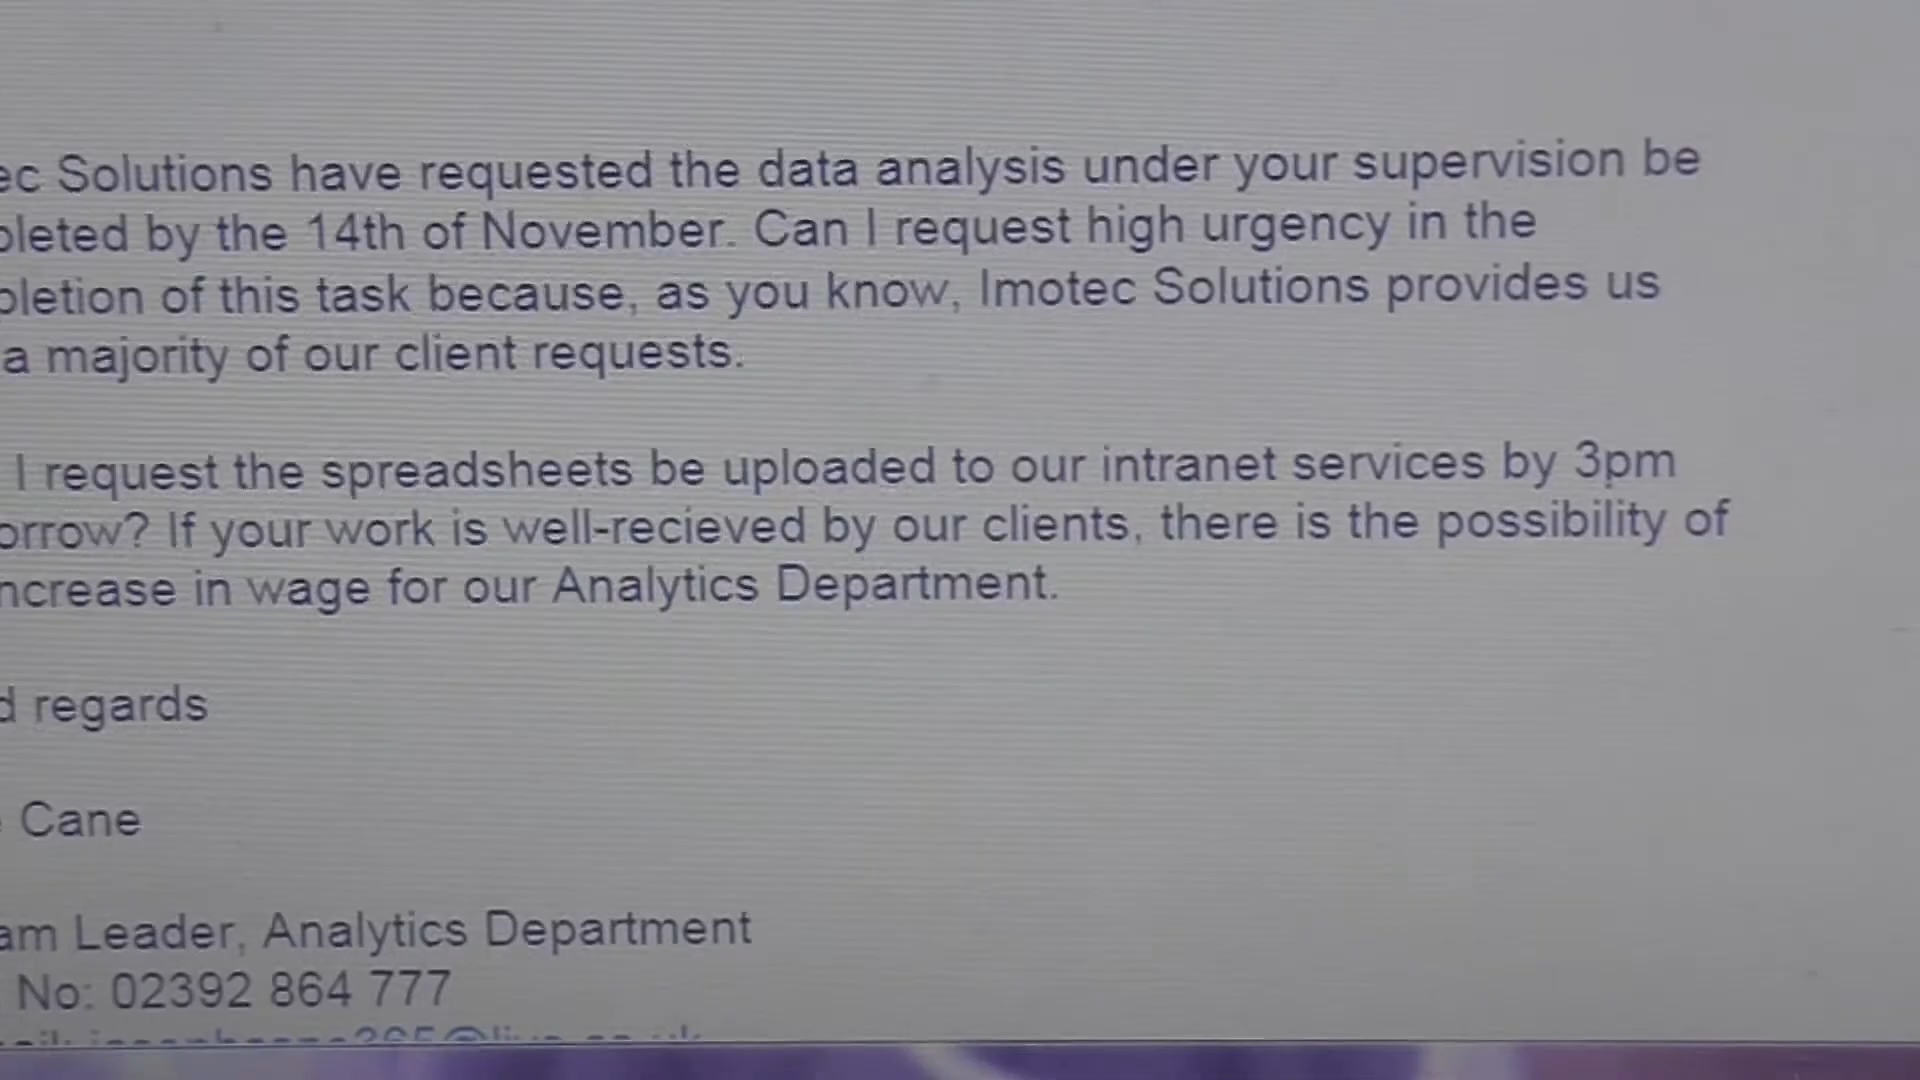 ec Solutions have requested the data analysis under your supervision be
pleted by the 14th of November. Can I request high urgency in the
pletion of this task because, as you know, Imotec Solutions provides us
a majority of our client requests.
I request the spreadsheets be uploaded to our intranet services by 3pm
orrow? If your work is well-recieved by our clients, there is the possibility of
ncrease in wage for our Analytics Department.
d regards
Cane
am Leader, Analytics Department
No: 02392 864 777